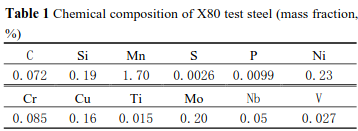 Table 1 Chemical composition of X80 test steel (mass fraction,
%)
C Si Mn S P Ni
0.072 0.19 1.70 0.0026 0.0099 0.23
Cr Cu Ti Mo Nb V
0.085 0.16 0.015 0.20 0.05 0.027